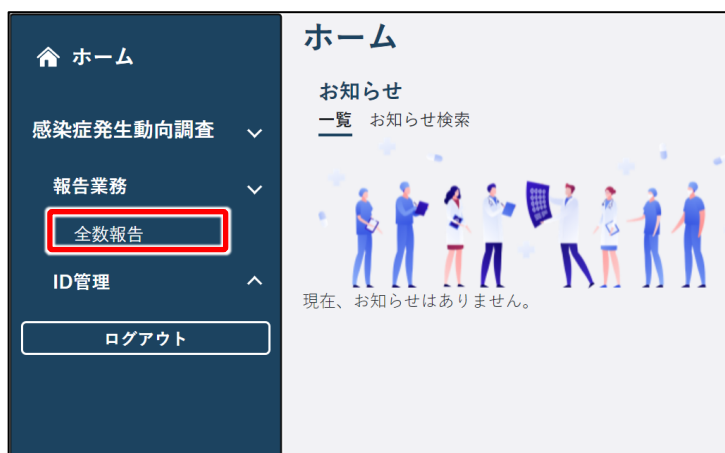 ホーム
感染症発生動向調査
報告業務
全数報告
ID管理
ログアウト
ホーム
お知らせ
一覧 お知らせ検索
現在、お知らせはありません。